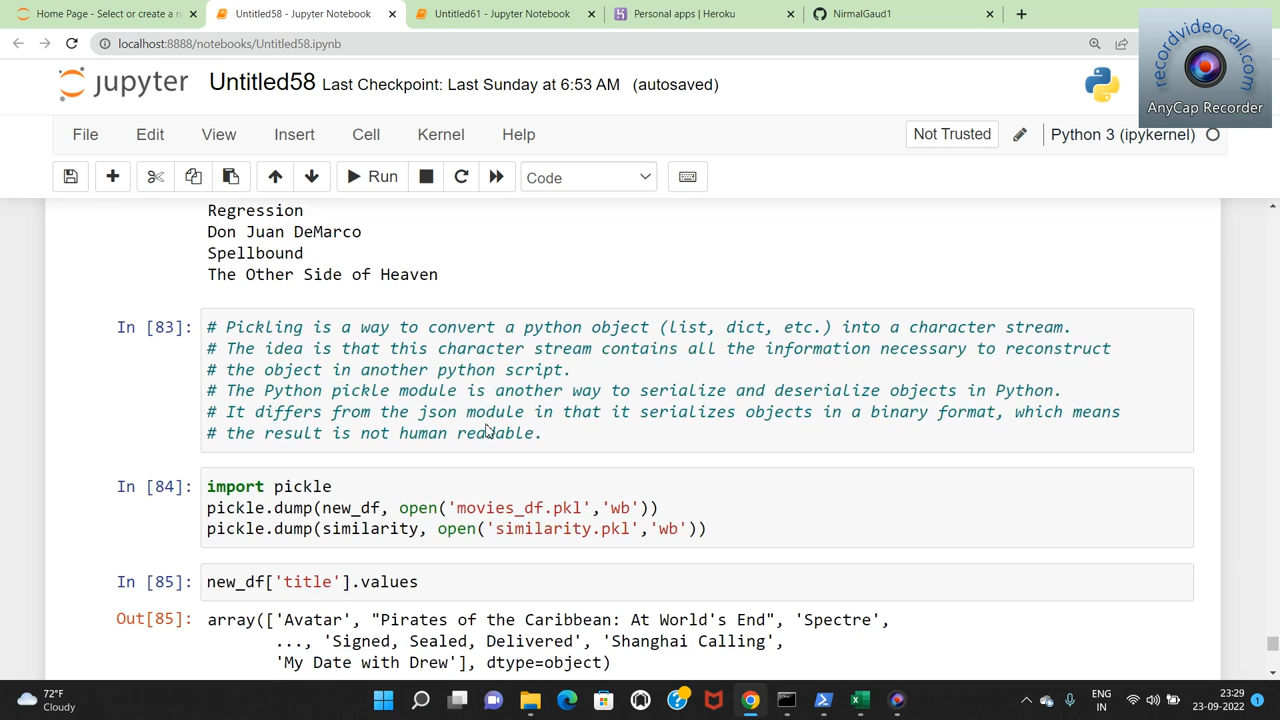 Home Page - Select or create a n
Untitled58 - Jupyter Notebook
Untitled61 - Jupyter Notebook
Personal apps | Heroku
NirmalGaud1
localhost:8888/notebooks/Untitled58.ipynb
recordvideocall.com
AnyCap Recorder
jupyter Untitled58 Last Checkpoint: Last Sunday at 6:53 AM (autosaved)
File Edit View Insert Cell Kernel Help
Not Trusted
Python 3 (ipykernel)
Run
Code
Regression
Don Juan DeMarco
Spellbound
The Other Side of Heaven
In [83]: # Pickling is a way to convert a python object (list, dict, etc.) into a character stream.
# The idea is that this character stream contains all the information necessary to reconstruct
# the object in another python script.
# The Python pickle module is another way to serialize and deserialize objects in Python.
# It differs from the json module in that it serializes objects in a binary format, which means
# the result is not human readable.
In [84]: import pickle
pickle.dump(new_df, open('movies_df.pkl','wb'))
pickle.dump(similarity, open('similarity.pkl','wb'))
In [85]: new_df['title'].values
Out[85]: array(['Avatar', "Pirates of the Caribbean: At World's End", 'Spectre',
..., 'Signed, Sealed, Delivered', 'Shanghai Calling',
'My Date with Drew'], dtype=object)
72°F
Cloudy
ENG
IN
23:29
23-09-2022
1